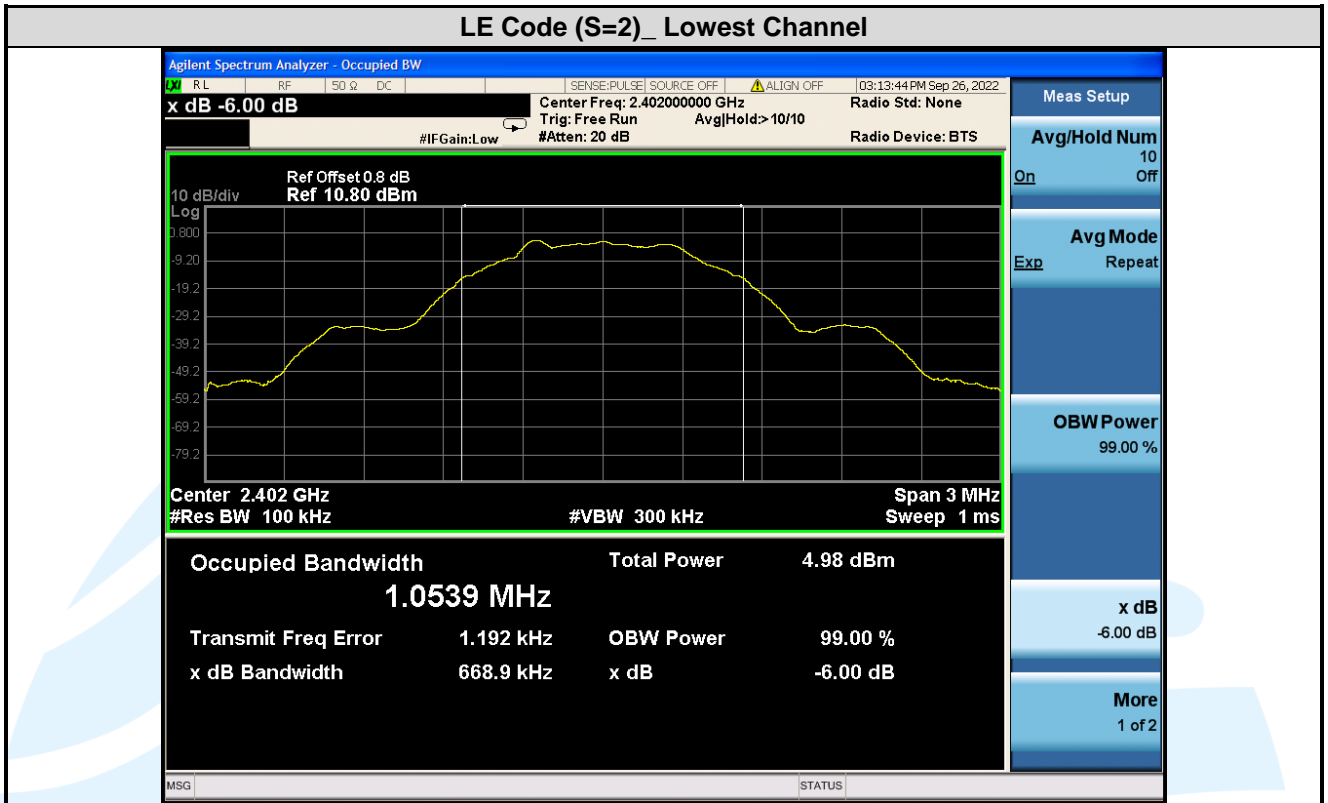 LE Code (S=2)_ Lowest Channel
Agilent Spectrum Analyzer - Occupied BW
LXI RL RF 50 Ω DC SENSE:PULSE SOURCE OFF ALIGN OFF 03:13:44 PM Sep 26, 2022
x dB -6.00 dB
Center Freq: 2.402000000 GHz
Radio Std: None
Trig: Free Run
Avg|Hold:> 10/10
#IFGain:Low
#Atten: 20 dB
Radio Device: BTS
Ref Offset 0.8 dB
10 dB/div
Ref 10.80 dBm
Log
0.800
-9.20
-19.2
-29.2
-39.2
-49.2
-59.2
-69.2
-79.2
Center 2.402 GHz
Span 3 MHz
#Res BW 100 kHz
#VBW 300 kHz
Sweep 1 ms
Occupied Bandwidth
1.0539 MHz
Total Power 4.98 dBm
Transmit Freq Error 1.192 kHz
OBW Power 99.00 %
x dB Bandwidth 668.9 kHz
x dB -6.00 dB
MSG
STATUS
Meas Setup
Avg/Hold Num
10
On Off
Avg Mode
Exp Repeat
OBW Power
99.00 %
x dB
-6.00 dB
More
1 of 2